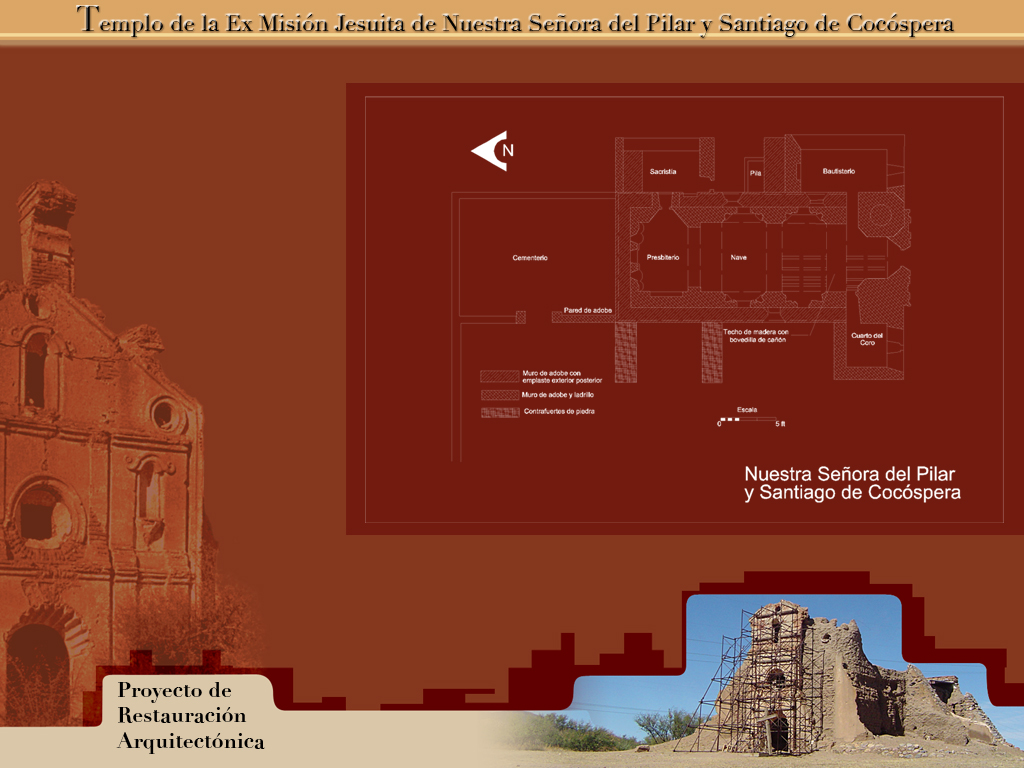 Templo de la Ex Misión Jesuita de Nuestra Señora del Pilar y Santiago de Cocóspera
N
Sacristía
Pila
Bautisterio
Cementerio
Presbiterio
Nave
Pared de adobe
Techo de madera con
bovedilla de cañón
Cuarto del
Coro
Muro de adobe con
emplaste exterior posterior
Muro de adobe y ladrillo
Contrafuertes de piedra
Escala
0 5 ft
Nuestra Señora del Pilar
y Santiago de Cocóspera
Proyecto de
Restauración
Arquitectónica